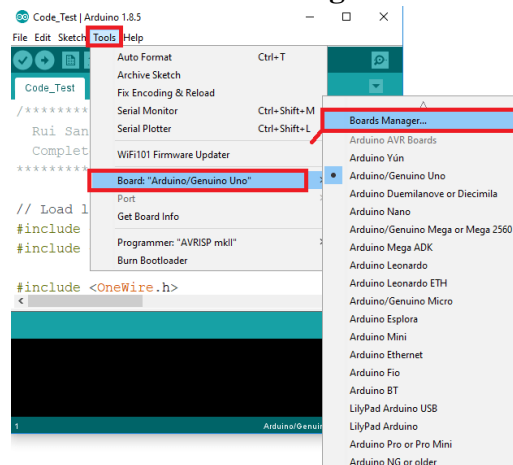 Code_Test | Arduino 1.8.5
File Edit Sketch Tools Help
Auto Format Ctrl+T
Archive Sketch
Fix Encoding & Reload
Serial Monitor Ctrl+Shift+M
Serial Plotter Ctrl+Shift+L
WiFi101 Firmware Updater
Board: "Arduino/Genuino Uno"
Port
Get Board Info
Programmer: "AVRISP mkII"
Burn Bootloader
Code_Test
/********
Rui San
Complet
*********
// Load l
#include
#include
#include <OneWire.h>
1 Arduino/Genuin
Boards Manager...
Arduino AVR Boards
Arduino Yún
Arduino/Genuino Uno
Arduino Duemilanove or Diecimila
Arduino Nano
Arduino/Genuino Mega or Mega 2560
Arduino Mega ADK
Arduino Leonardo
Arduino Leonardo ETH
Arduino/Genuino Micro
Arduino Esplora
Arduino Mini
Arduino Ethernet
Arduino Fio
Arduino BT
LilyPad Arduino USB
LilyPad Arduino
Arduino Pro or Pro Mini
Arduino NG or older